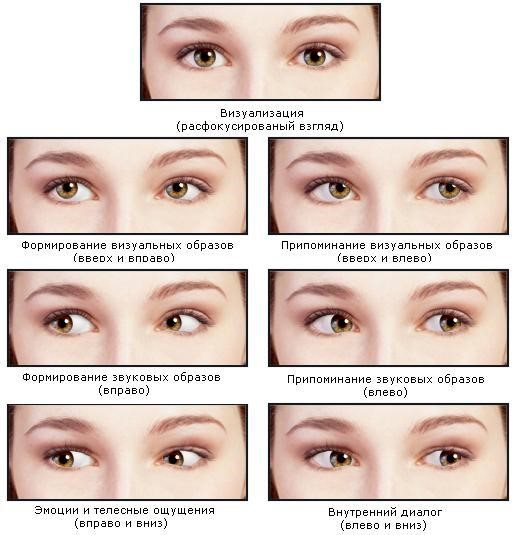 Визуализация
(расфокусированый взгляд)
Формирование визуальных образов
(вверх и вправо)
Припоминание визуальных образов
(вверх и влево)
Формирование звуковых образов
(вправо)
Припоминание звуковых образов
(влево)
Эмоции и телесные ощущения
(вправо и вниз)
Внутренний диалог
(влево и вниз)